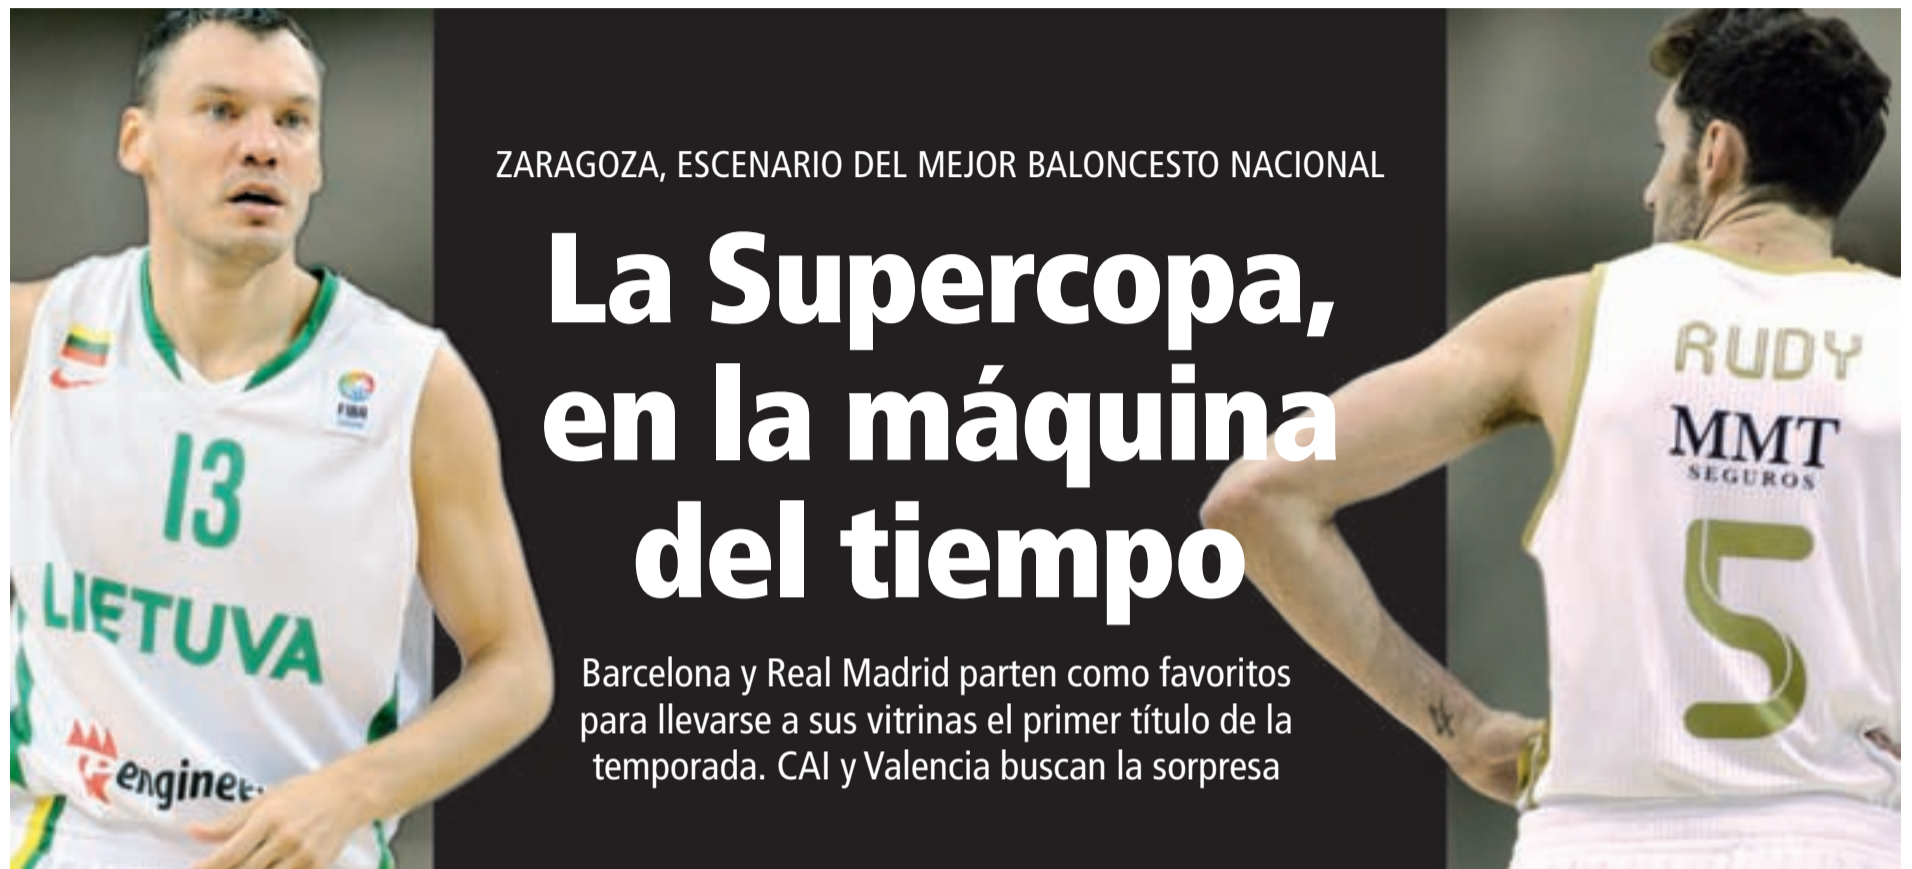 ZARAGOZA, ESCENARIO DEL MEJOR BALONCESTO NACIONAL
La Supercopa,
en la máquina
del tiempo
Barcelona y Real Madrid parten como favoritos
para llevarse a sus vitrinas el primer título de la
temporada. CAI y Valencia buscan la sorpresa
FIBA
13
LIETUVA
RUDY
MMT
SEGUROS
5